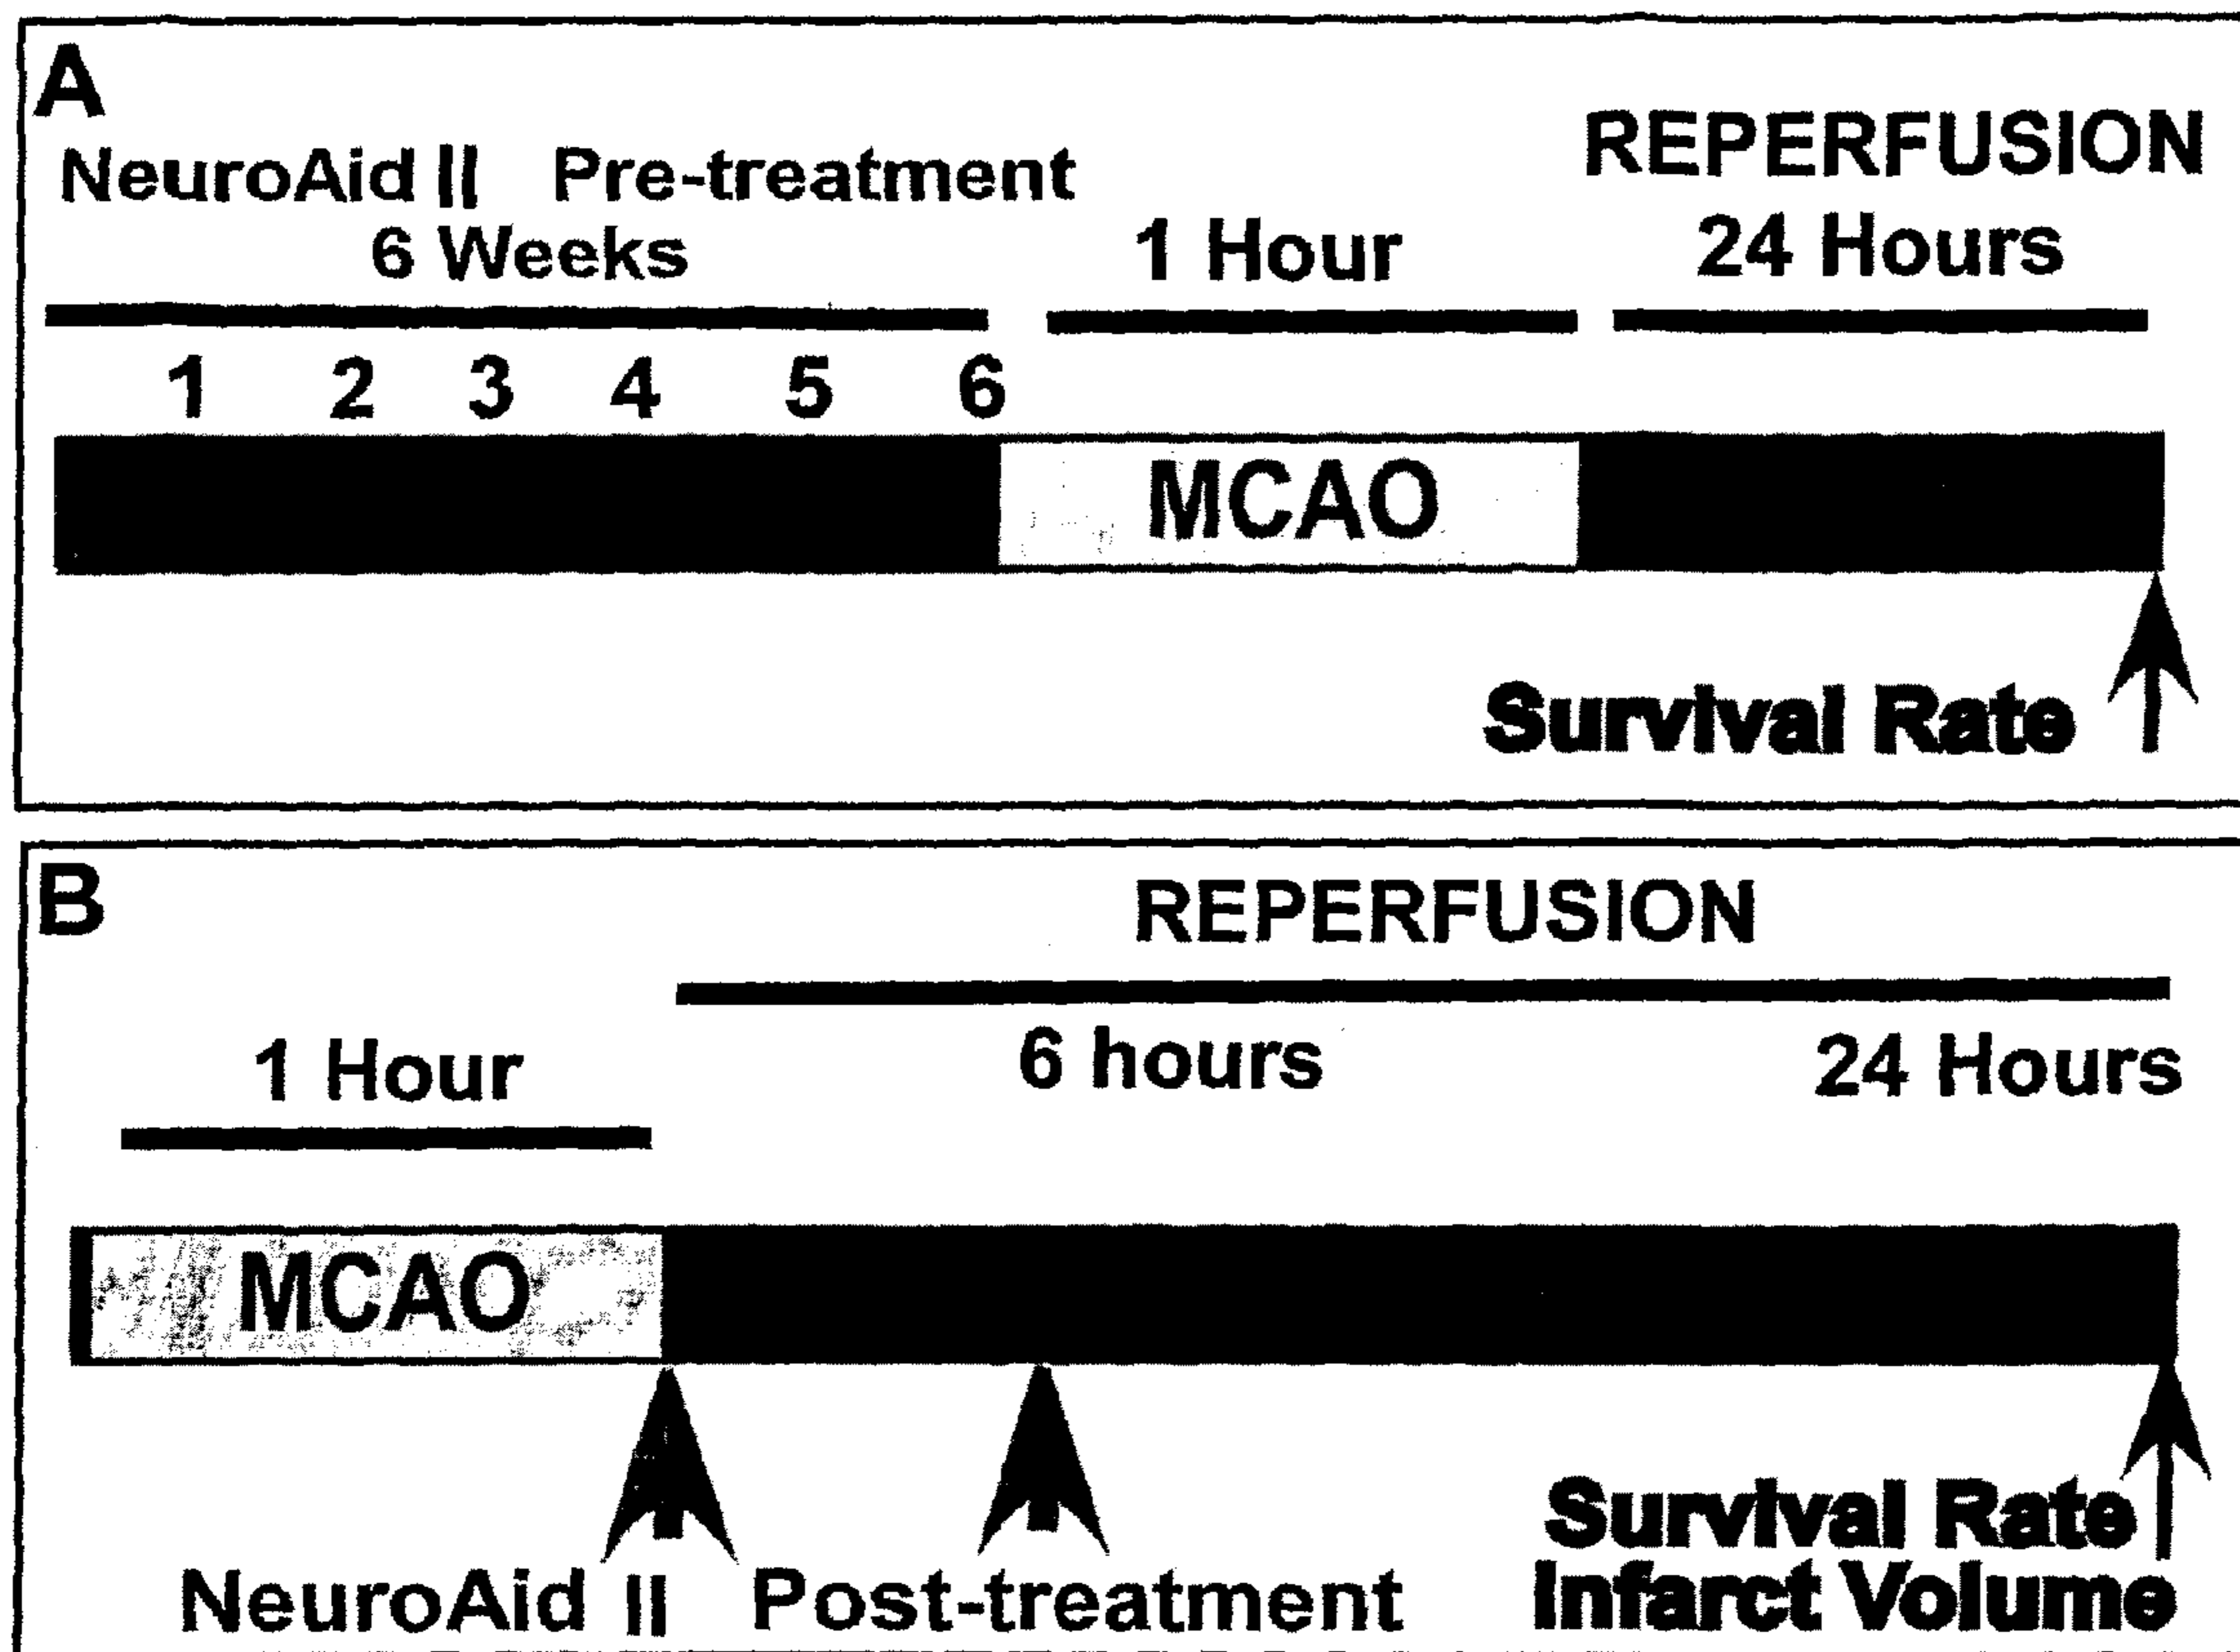 A
NeuroAid II Pre-treatment
6 Weeks
1 Hour
REPERFUSION
24 Hours
1 2 3 4 5 6
MCAO
Survival Rate
B
REPERFUSION
6 hours
24 Hours
1 Hour
MCAO
NeuroAid II Post-treatment
Survival Rate
Infarct Volume